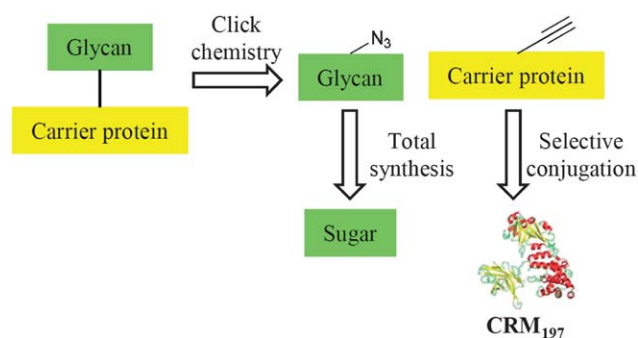 Glycan
Carrier protein
Click
chemistry
N₃
Glycan
Carrier protein
Total
synthesis
Selective
conjugation
Sugar
CRM₁₉₇